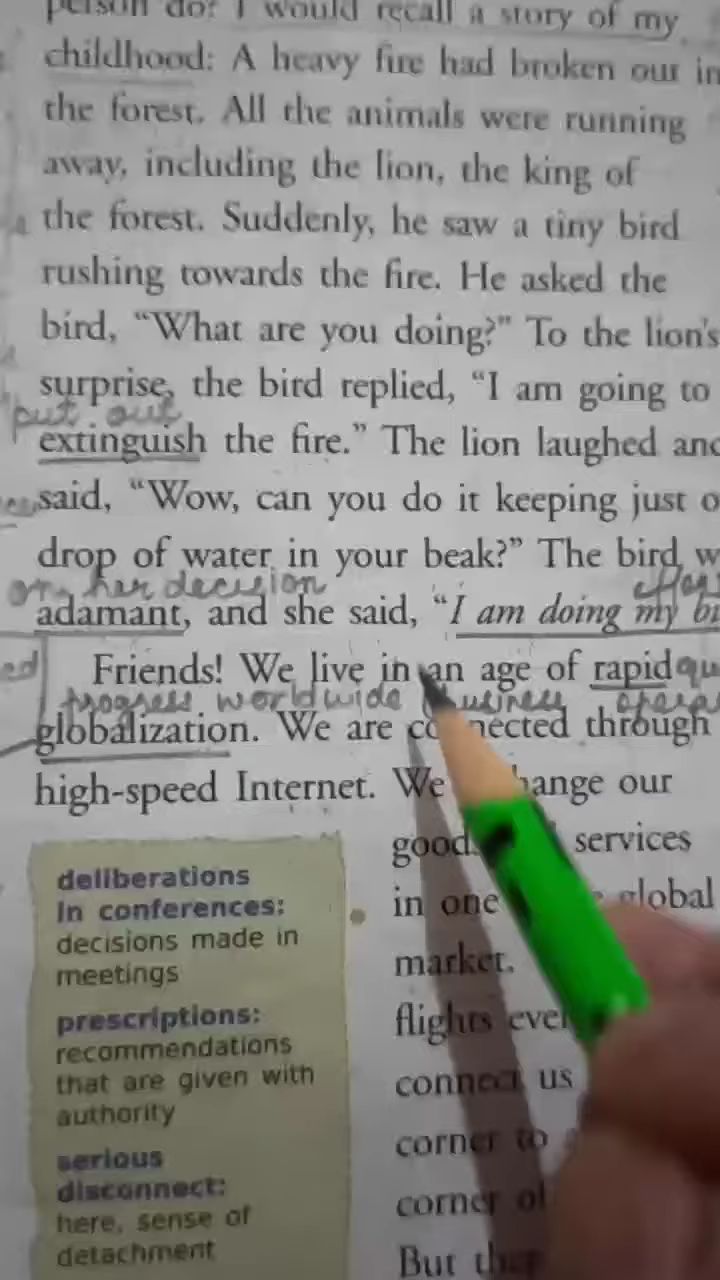 person do? I would recall a story of my
childhood: A heavy fire had broken out in
the forest. All the animals were running
away, including the lion, the king of
the forest. Suddenly, he saw a tiny bird
rushing towards the fire. He asked the
bird, “What are you doing?” To the lion's
surprise, the bird replied, “I am going to
put out
extinguish the fire.” The lion laughed and
said, “Wow, can you do it keeping just
drop of water in your beak?” The bird
on her decision
adamant, and she said, “I am doing my
Friends! We live in an age of rapid
progress worldwide business
globalization. We are connected through
high-speed Internet. We our
services
in one global
market.
flights
connect us
corner to
corner
But
deliberations
in conferences:
decisions made in
meetings
prescriptions:
recommendations
that are given with
authority
serious
disconnect:
here, sense of
detachment